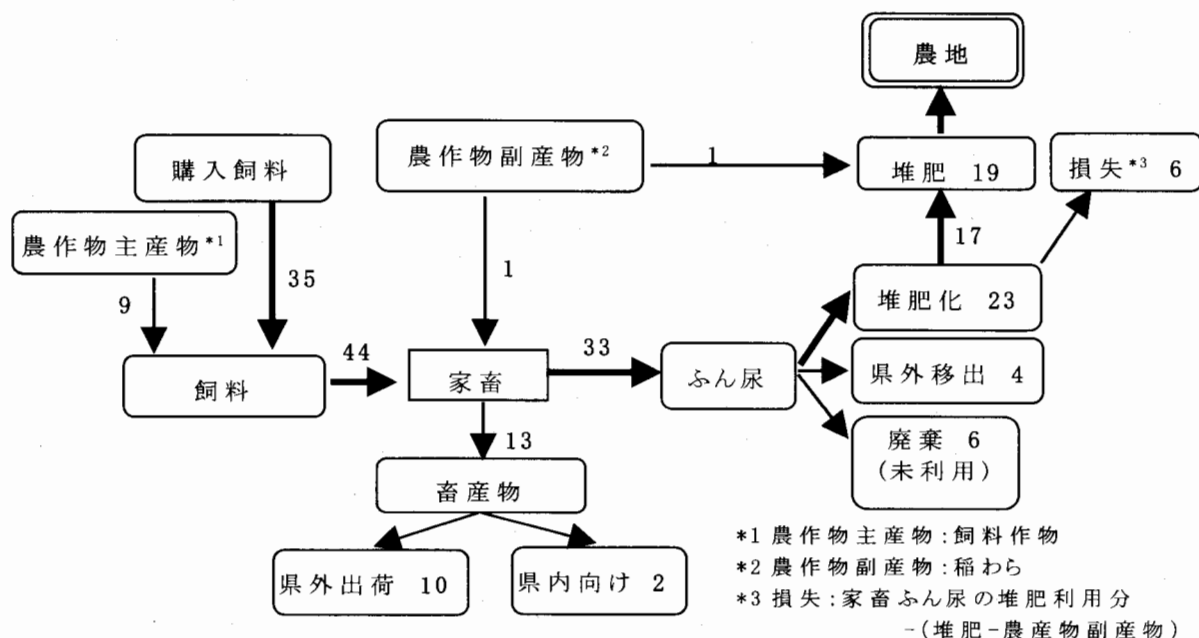 農地
購入飼料
農作物副産物*2
1
堆肥 19
損失*3 6
農作物主産物*1
35
1
17
9
堆肥化 23
44
33
飼料
家畜
ふん尿
県外移出 4
13
廃棄 6
(未利用)
畜産物
県外出荷 10
県内向け 2
*1 農作物主産物:飼料作物
*2 農作物副産物:稲わら
*3 損失:家畜ふん尿の堆肥利用分
-(堆肥-農産物副産物)